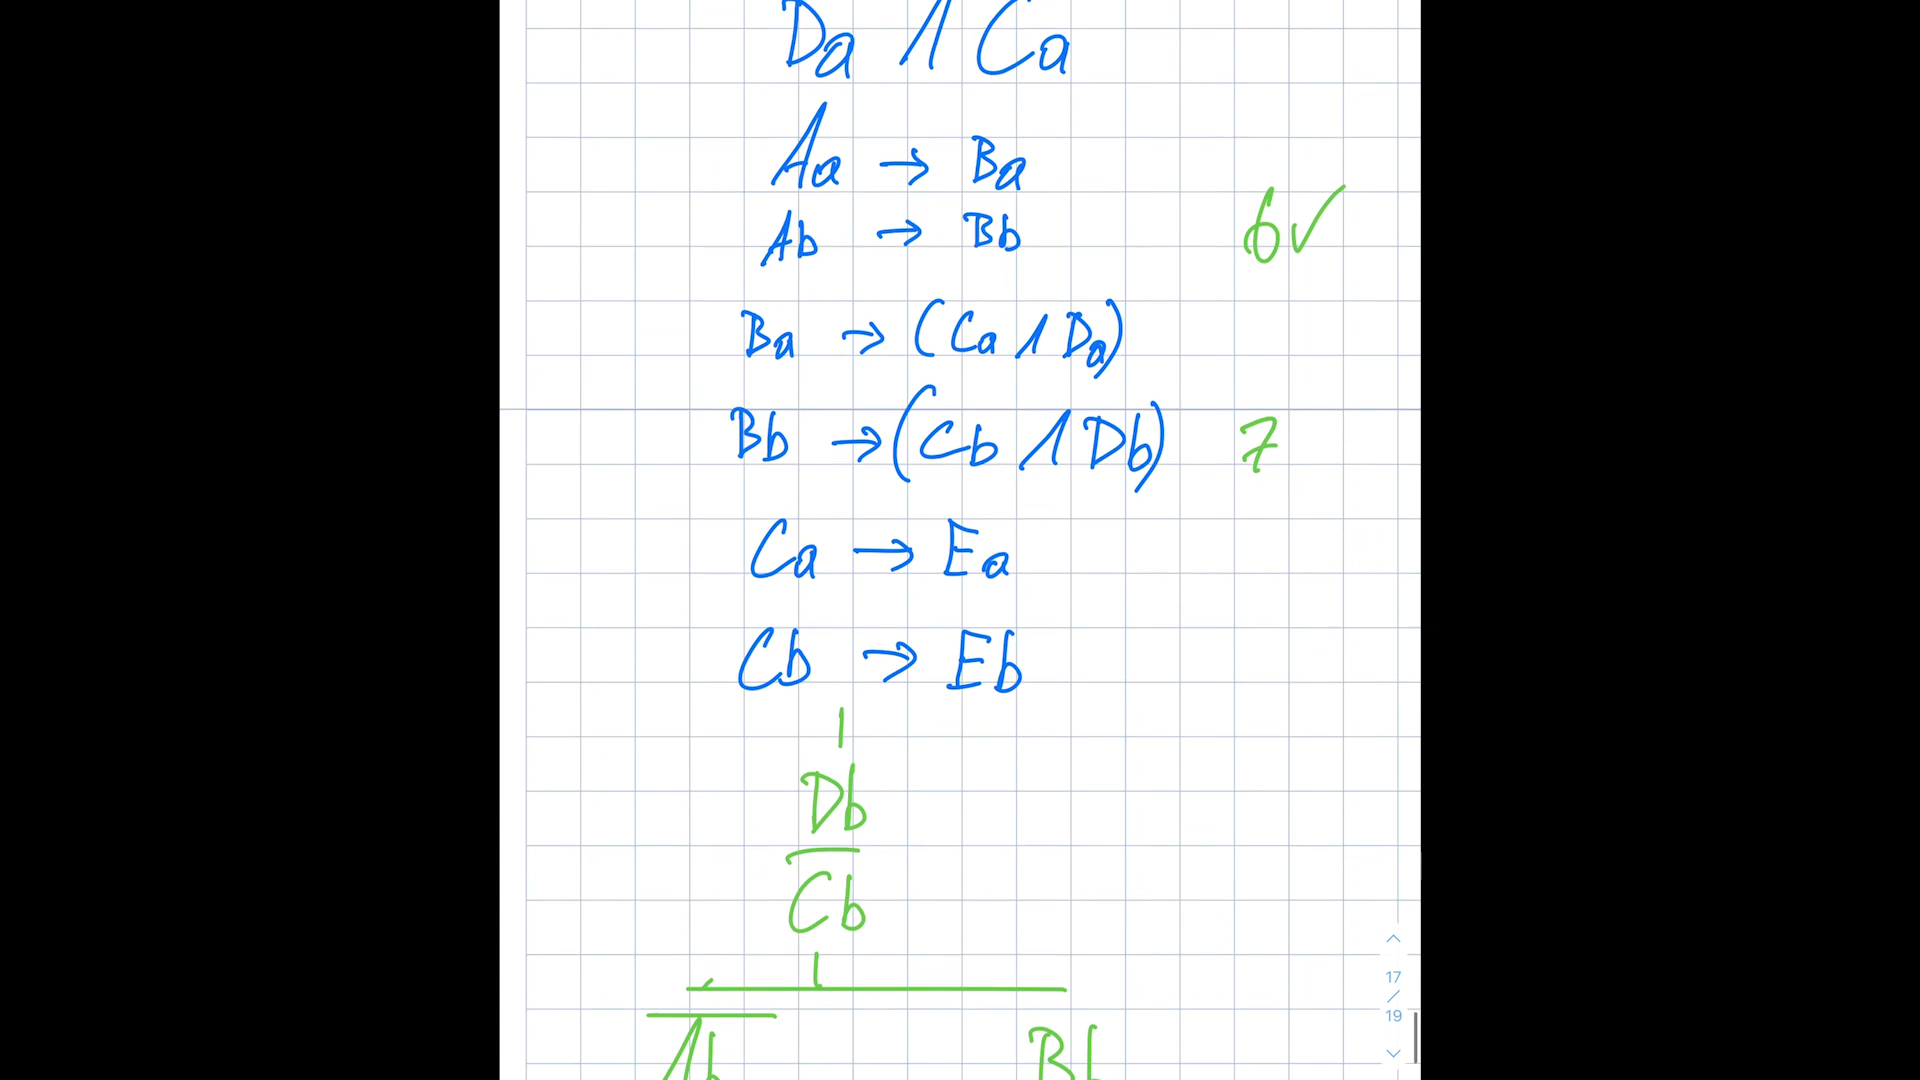 Da ∧ Ca
Aa → Ba
Ab → Bb 6✓
Ba → (Ca ∧ Da)
Bb → (Cb ∧ Db) 7
Ca → Ea
Cb → Eb
Db
C̅b̅
A̅b̅ Bb
17
/
19